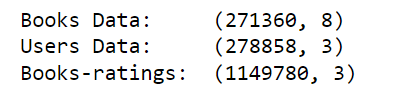 Books Data:     (271360, 8)
Users Data:     (278858, 3)
Books-ratings:  (1149780, 3)